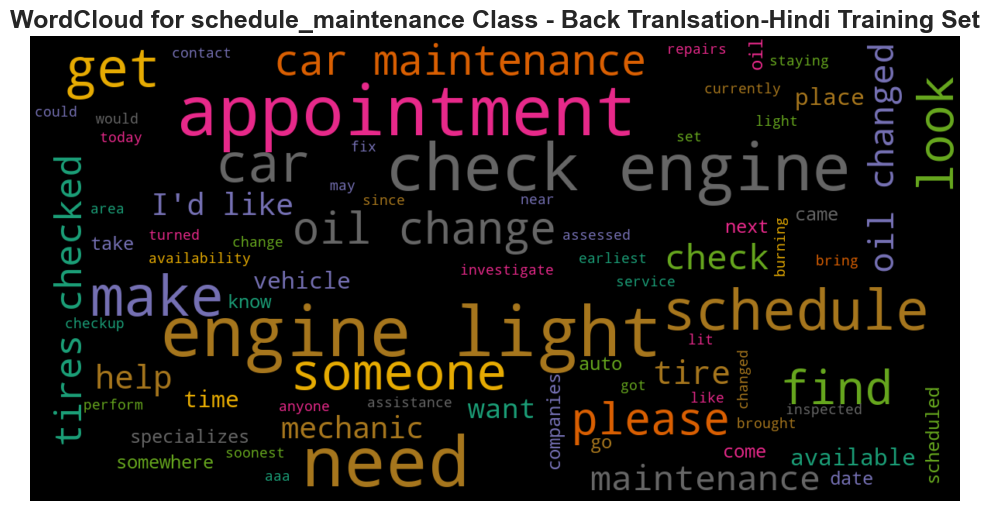 WordCloud for schedule_maintenance Class - Back Tranlsation-Hindi Training Set
get
contact
car maintenance
repairs
oil
staying
currently
place
oil changed
look
could
would
today
appointment
light
set
fix
car
check engine
tires checked
may
since
near
area
I'd like
oil change
assessed
next
came
take
turned
change
availability
investigate
earliest
check
burning
bring
service
make
vehicle
know
checkup
engine light
schedule
lit
help
someone
auto
tire
changed
find
got
like
perform
time
anyone
assistance
want
companies
please
inspected
brought
scheduled
specializes
mechanic
go
come
available
somewhere
soonest
need
aaa
maintenance
date